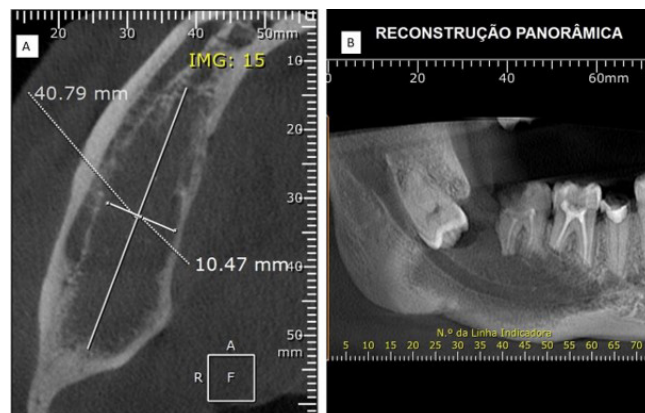 A
20 30 40 50mm
IMG: 15
10
40.79 mm
20
30
10.47 mm
40
A
R F
50
mm
B
RECONSTRUÇÃO PANORÂMICA
20 40 60mm
N.º da Linha Indicadora
5 10 15 20 25 30 35 40 45 50 55 60 65 70